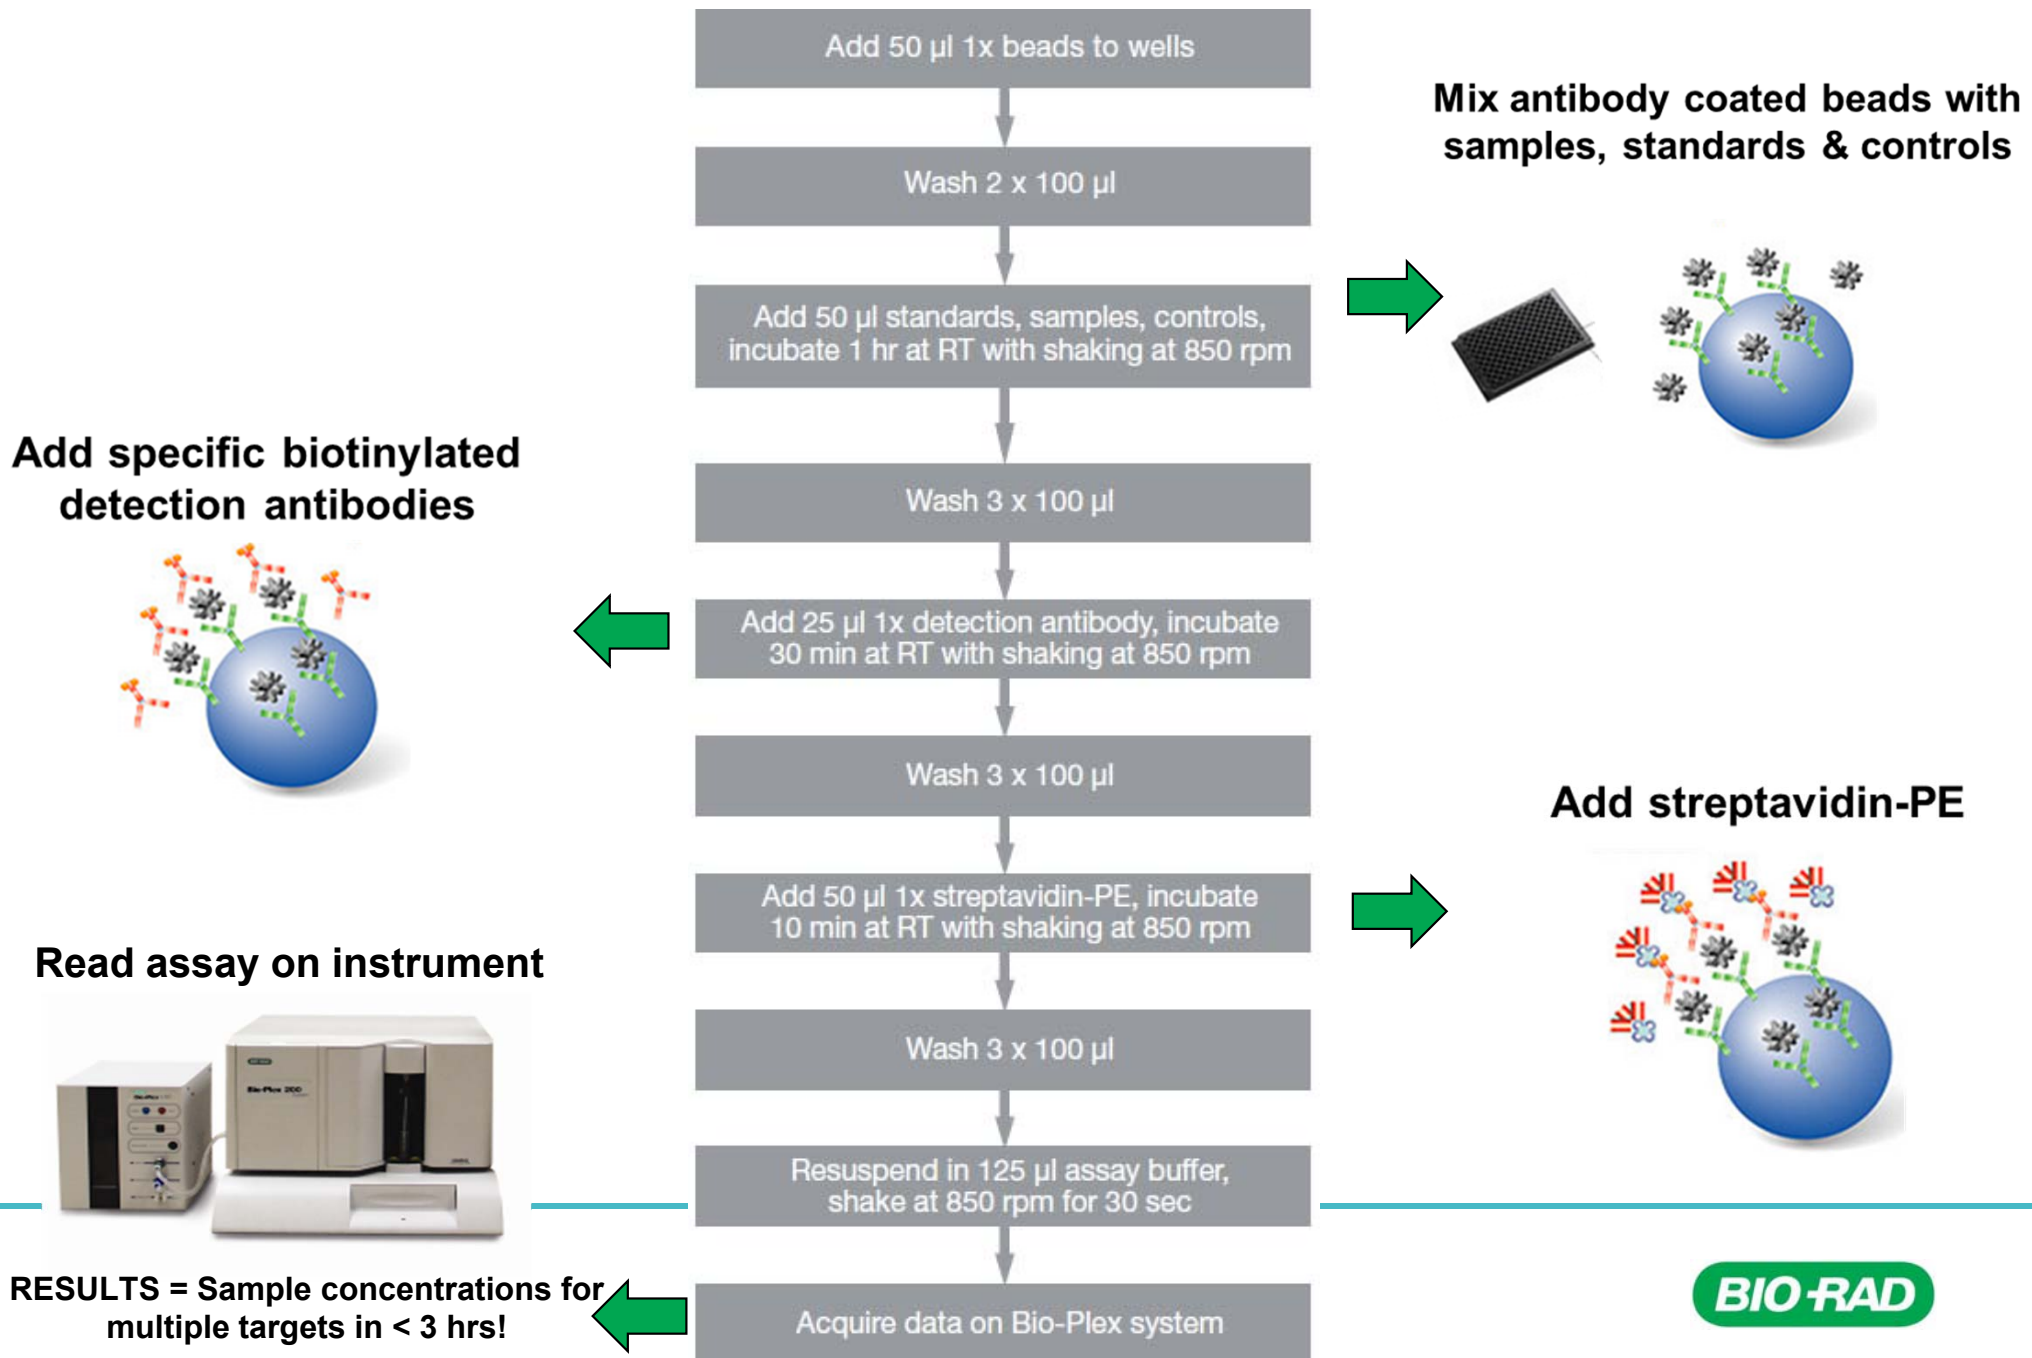 Add 50 µl 1x beads to wells
Mix antibody coated beads with
samples, standards & controls
Wash 2 x 100 µl
Add 50 µl standards, samples, controls,
incubate 1 hr at RT with shaking at 850 rpm
Add specific biotinylated
detection antibodies
Wash 3 x 100 µl
Add 25 µl 1x detection antibody, incubate
30 min at RT with shaking at 850 rpm
Wash 3 x 100 µl
Add streptavidin-PE
Add 50 µl 1x streptavidin-PE, incubate
10 min at RT with shaking at 850 rpm
Read assay on instrument
Wash 3 x 100 µl
BIO-RAD
Bio-Plex 200
Resuspend in 125 µl assay buffer,
shake at 850 rpm for 30 sec
RESULTS = Sample concentrations for
multiple targets in < 3 hrs!
Acquire data on Bio-Plex system
BIO-RAD